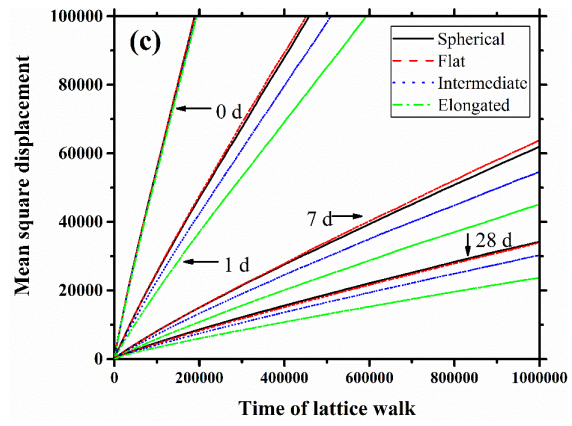 (c)
Spherical
Flat
Intermediate
Elongated
0 d
7 d
28 d
1 d
100000
80000
60000
40000
20000
0
0
200000
400000
600000
800000
1000000
Mean square displacement
Time of lattice walk